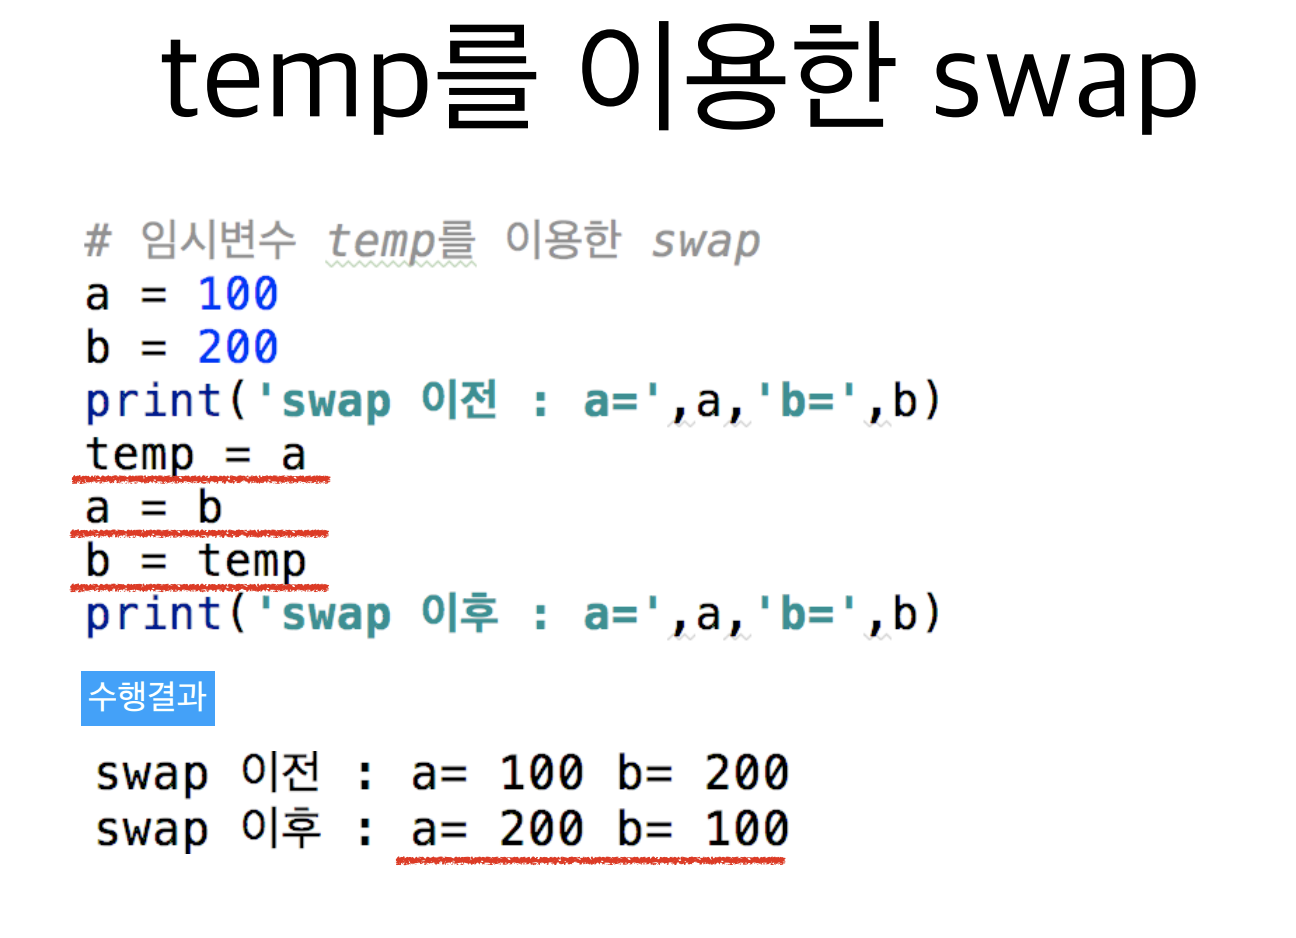 temp를 이용한 swap
# 임시변수 temp를 이용한 swap
a = 100
b = 200
print('swap 이전 : a=',a,'b=',b)
temp = a
a = b
b = temp
print('swap 이후 : a=',a,'b=',b)
수행결과
swap 이전 : a= 100 b= 200
swap 이후 : a= 200 b= 100